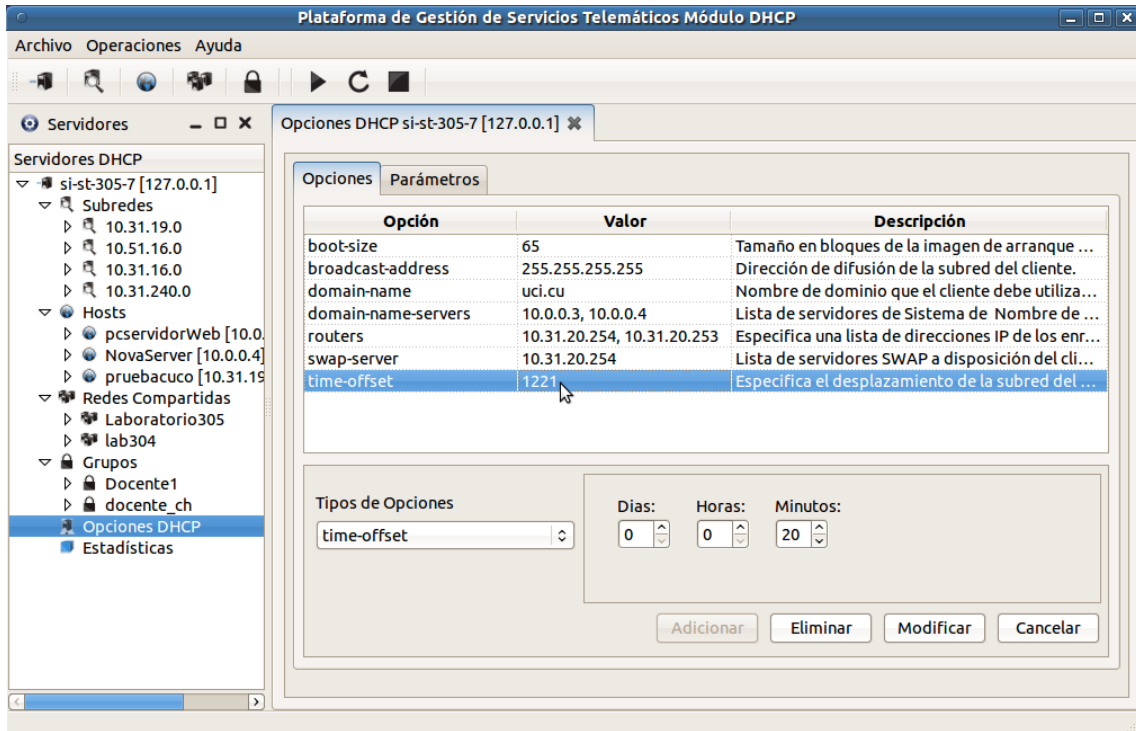 Plataforma de Gestión de Servicios Telemáticos Módulo DHCP
Archivo Operaciones Ayuda
Servidores
Opciones DHCP si-st-305-7 [127.0.0.1]
Servidores DHCP
si-st-305-7 [127.0.0.1]
Subredes
10.31.19.0
10.51.16.0
10.31.16.0
10.31.240.0
Hosts
pcservidorWeb [10.0.
NovaServer [10.0.0.4]
pruebacuco [10.31.19
Redes Compartidas
Laboratorio305
lab304
Grupos
Docente1
docente_ch
Opciones DHCP
Estadísticas
Opciones Parámetros
Opción Valor Descripción
boot-size 65 Tamaño en bloques de la imagen de arranque ...
broadcast-address 255.255.255.255 Dirección de difusión de la subred del cliente.
domain-name uci.cu Nombre de dominio que el cliente debe utiliza...
domain-name-servers 10.0.0.3, 10.0.0.4 Lista de servidores de Sistema de Nombre de ...
routers 10.31.20.254, 10.31.20.253 Especifica una lista de direcciones IP de los enr...
swap-server 10.31.20.254 Lista de servidores SWAP a disposición del cli...
time-offset 1221 Especifica el desplazamiento de la subred del ...
Tipos de Opciones
time-offset
Dias: Horas: Minutos:
0 0 20
Adicionar Eliminar Modificar Cancelar